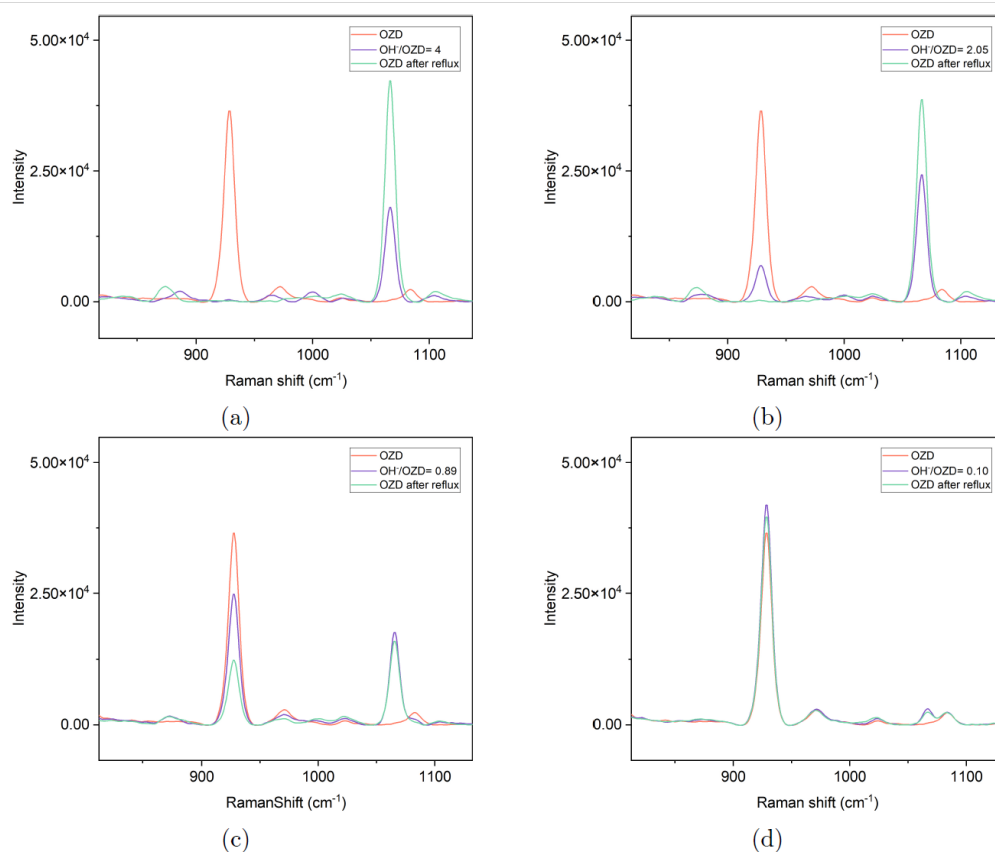 5.00×10⁴
2.50×10⁴
0.00
Intensity
900
1000
1100
Raman shift (cm⁻¹)
OZD
OH⁻/OZD= 4
OZD after reflux
(a)
5.00×10⁴
2.50×10⁴
0.00
Intensity
900
1000
1100
Raman shift (cm⁻¹)
OZD
OH⁻/OZD= 2.05
OZD after reflux
(b)
5.00×10⁴
2.50×10⁴
0.00
Intensity
900
1000
1100
RamanShift (cm⁻¹)
OZD
OH⁻/OZD= 0.89
OZD after reflux
(c)
5.00×10⁴
2.50×10⁴
0.00
Intensity
900
1000
1100
Raman shift (cm⁻¹)
OZD
OH⁻/OZD= 0.10
OZD after reflux
(d)